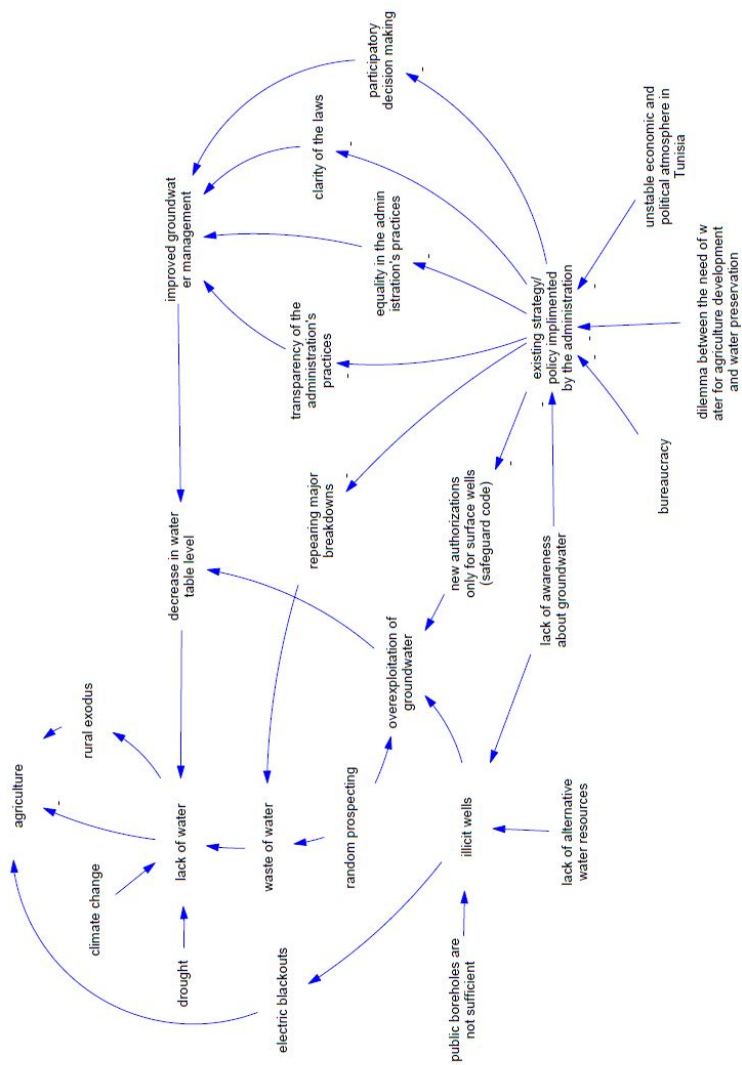 agriculture
rural exodus
climate change
lack of water
drought
waste of water
electric blackouts
random prospecting
decrease in water
table level
improved groundwat
er management
repearing major
breakdowns
transparency of the
administration's
practices
equality in the admin
istration's practices
clarity of the laws
participatory
decision making
overexploitation of
groundwater
new authorizations
only for surface wells
(safeguard code)
existing strategy/
policy implimented
by the administration
illicit wells
public boreholes are
not sufficient
lack of alternative
water resources
lack of awareness
about groundwater
bureaucracy
dilemma between the need of w
ater for agriculture development
and water preservation
unstable economic and
political atmosphere in
Tunisia
-
-
-
-
-
-
-
-
-
-
-